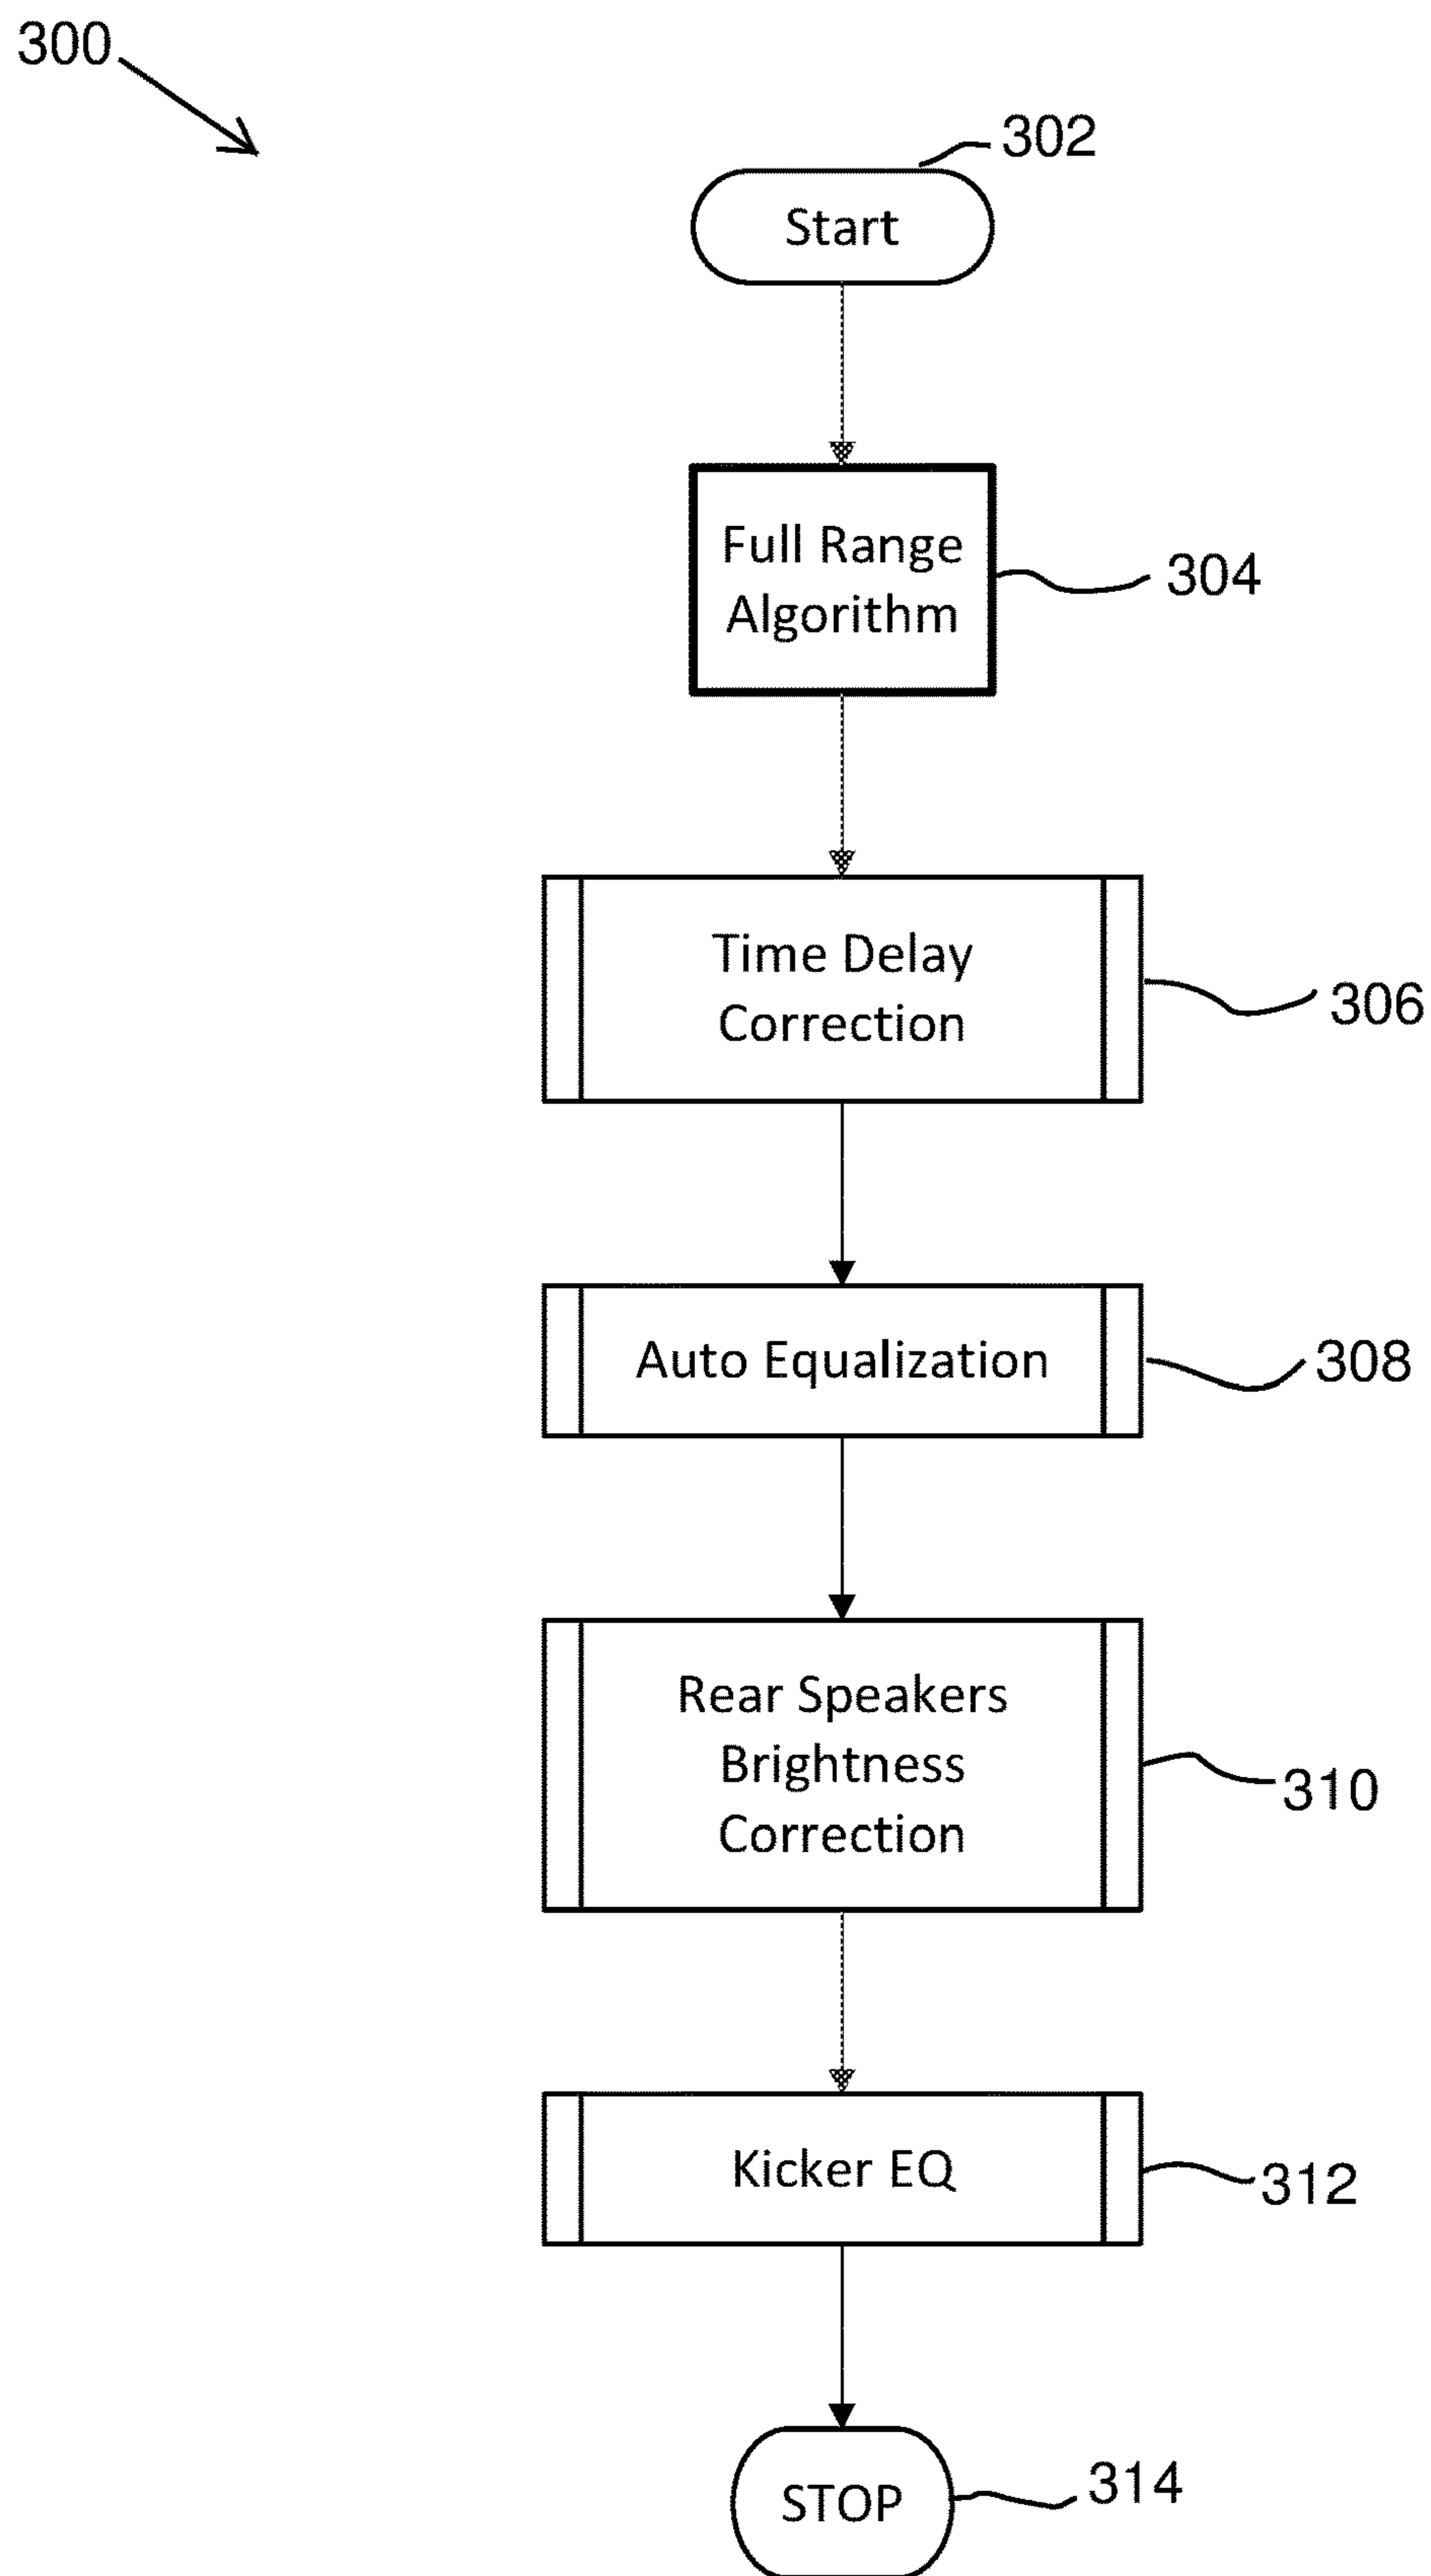 300
302
Start
Full Range
Algorithm
304
Time Delay
Correction
306
Auto Equalization
308
Rear Speakers
Brightness
Correction
310
Kicker EQ
312
STOP
314